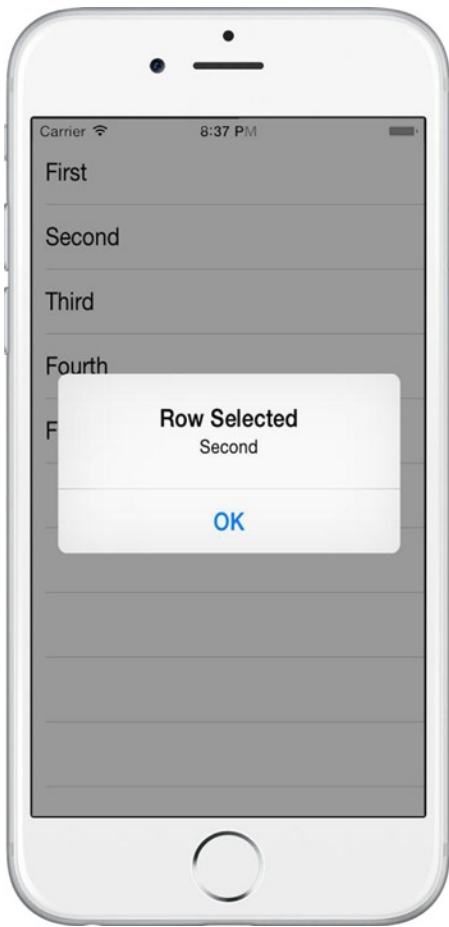 Carrier 8:37 PM
First
Second
Third
Fourth
F
Row Selected
Second
OK